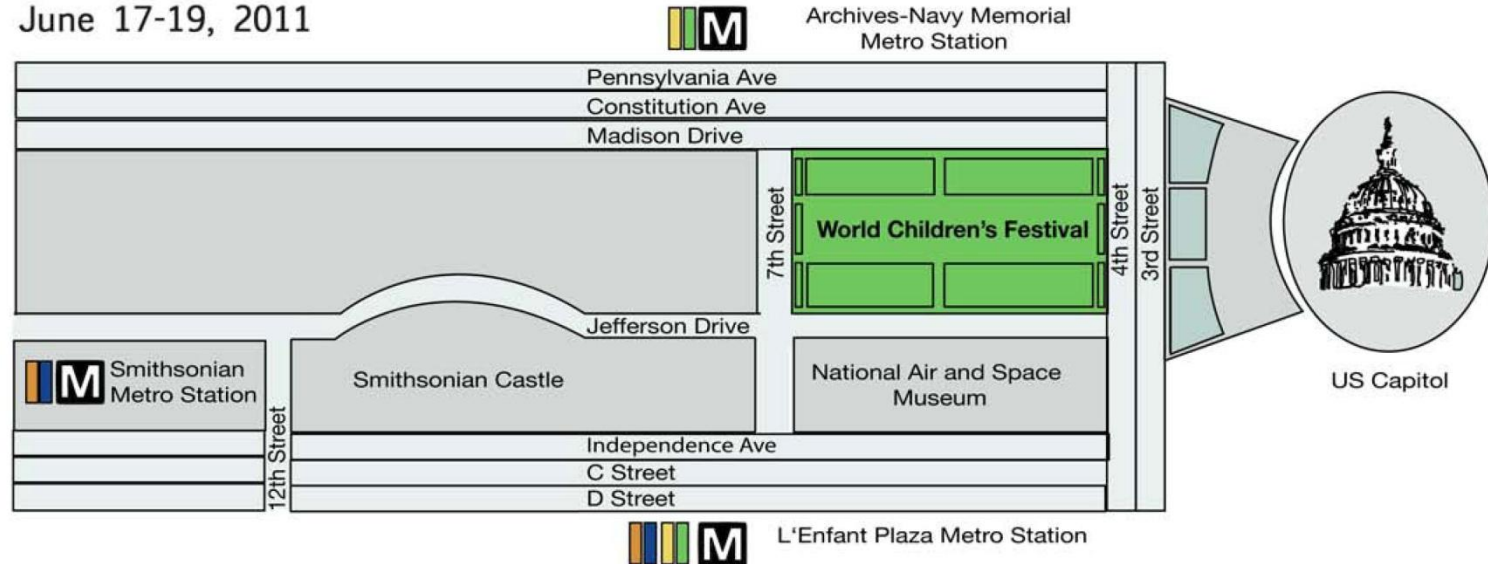 June 17-19, 2011
M
Archives-Navy Memorial
Metro Station
Pennsylvania Ave
Constitution Ave
Madison Drive
7th Street
World Children's Festival
4th Street
3rd Street
Jefferson Drive
M
Smithsonian
Metro Station
Smithsonian Castle
National Air and Space
Museum
US Capitol
12th Street
Independence Ave
C Street
D Street
M
L'Enfant Plaza Metro Station